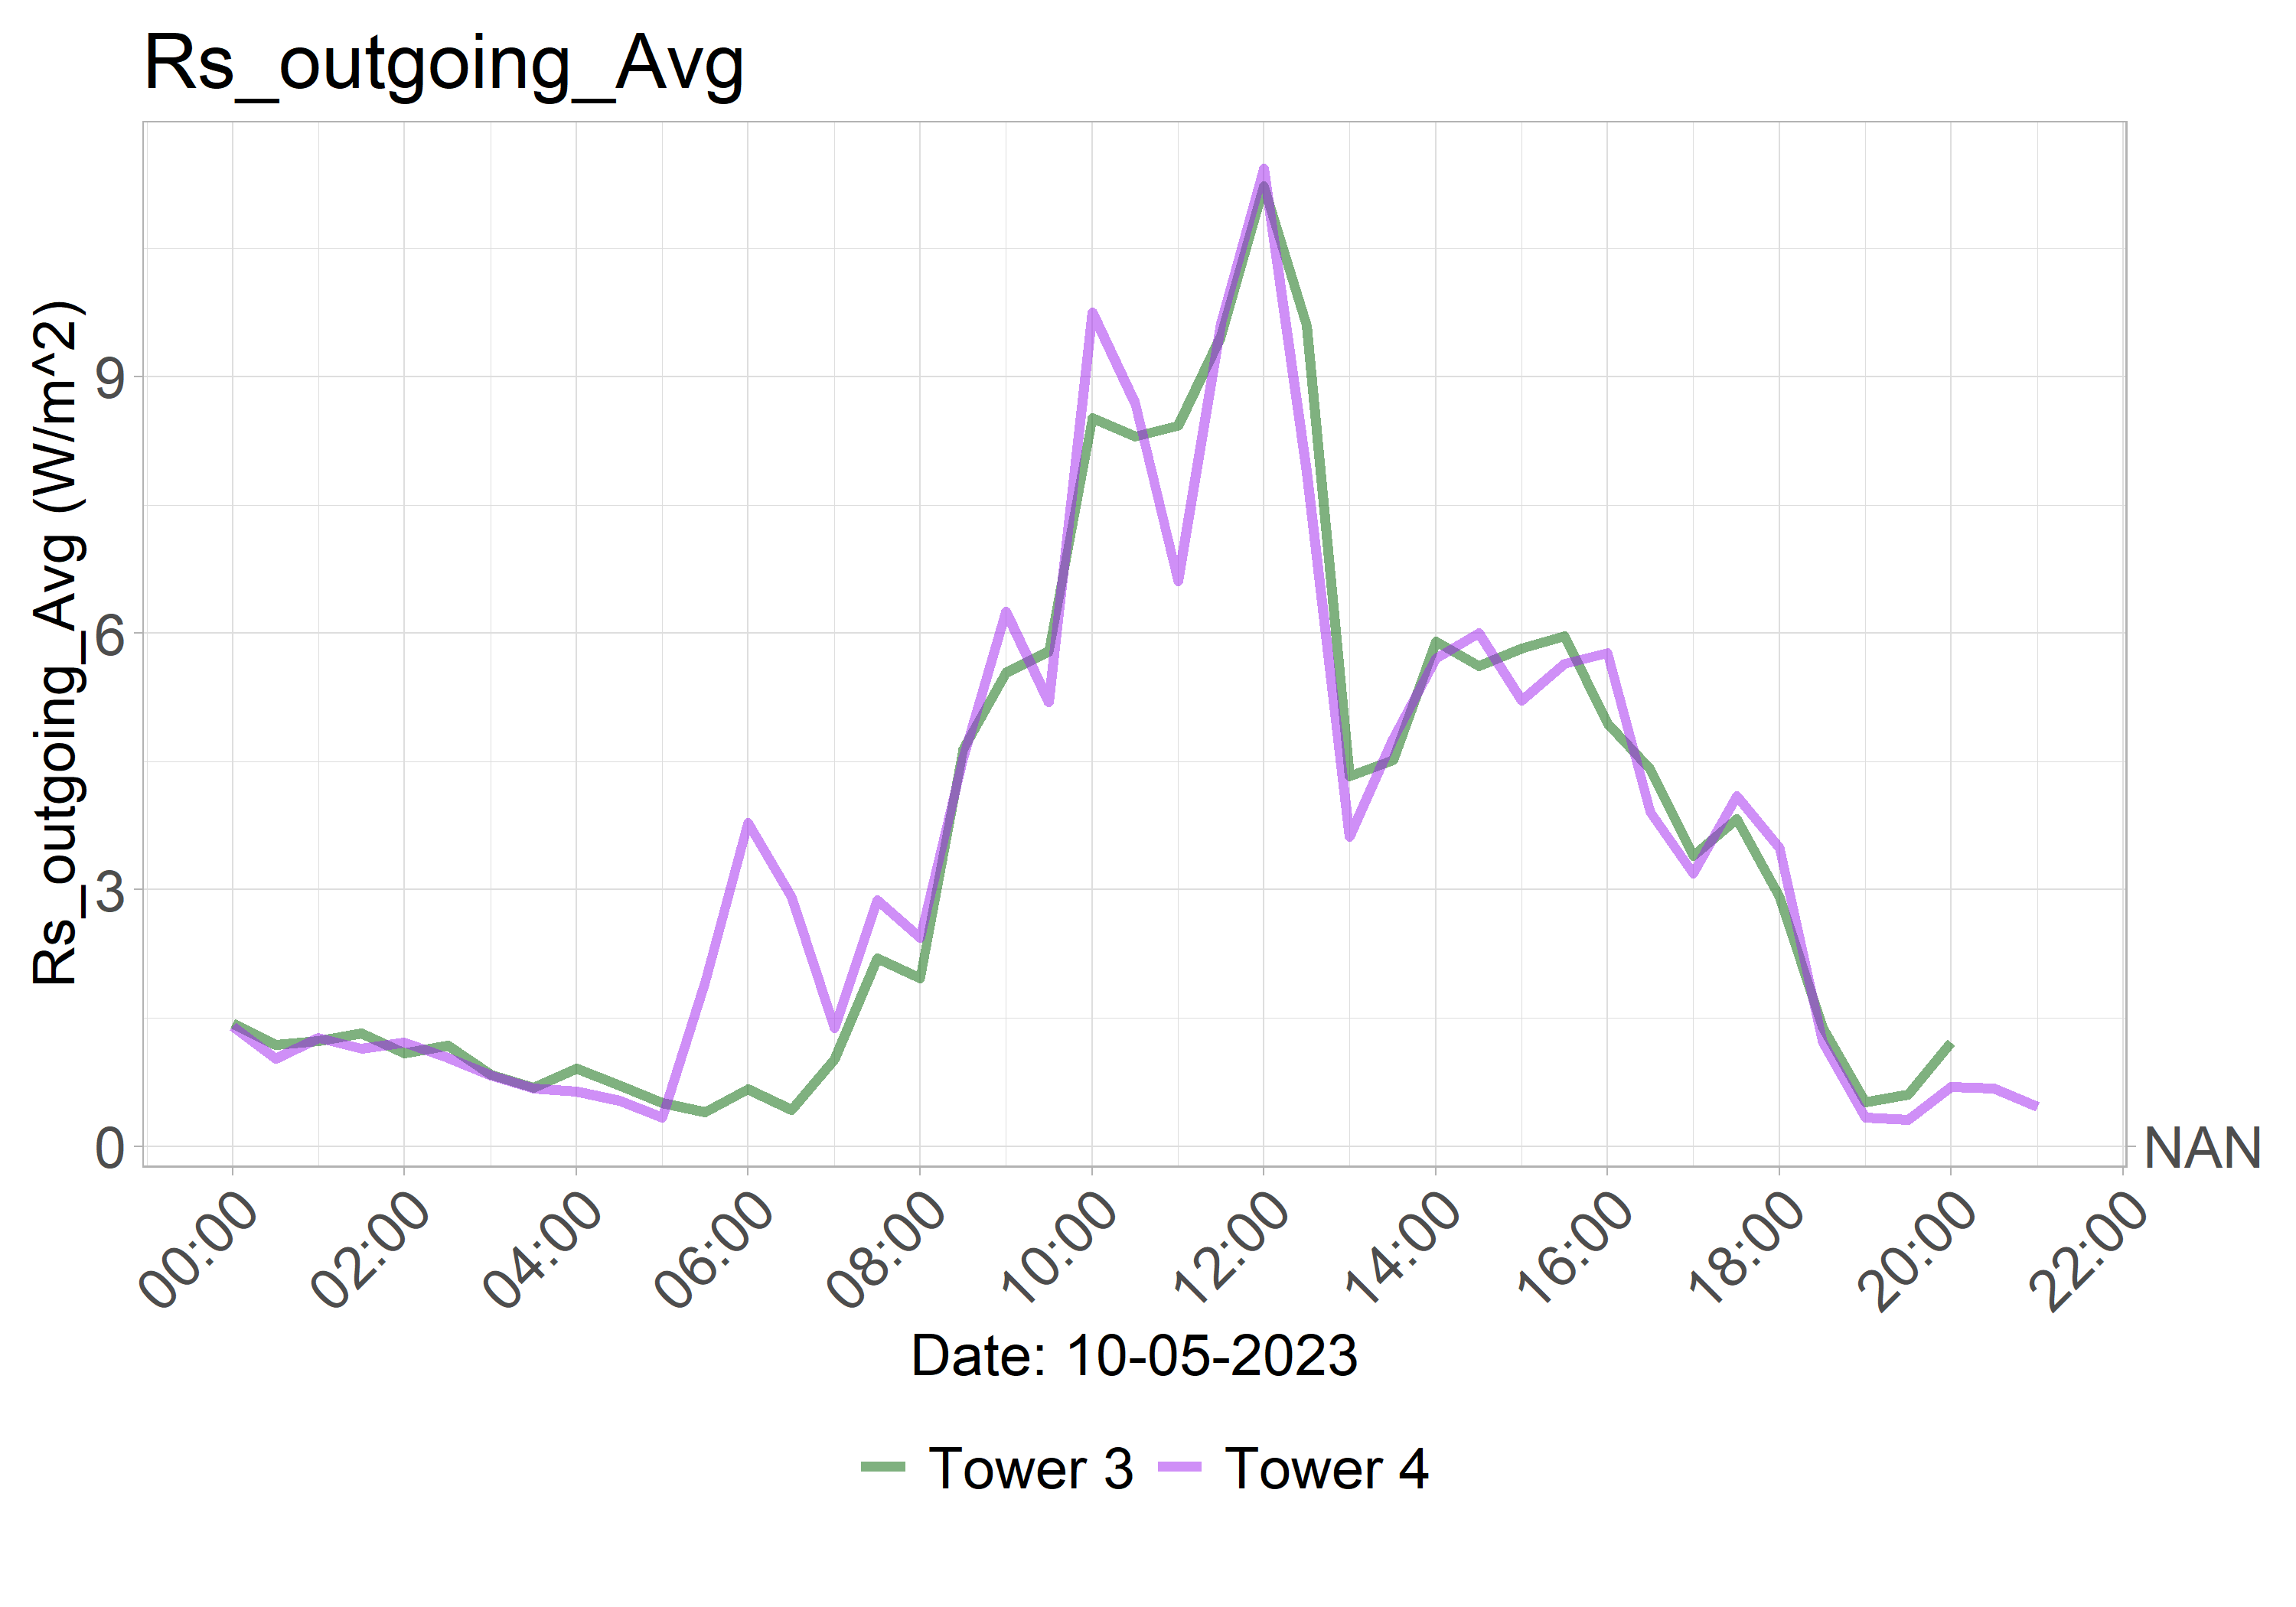 Rs_outgoing_Avg
Rs_outgoing_Avg (W/m^2)
9
6
3
0
NAN
00:00 02:00 04:00 06:00 08:00 10:00 12:00 14:00 16:00 18:00 20:00 22:00
Date: 10-05-2023
Tower 3 Tower 4